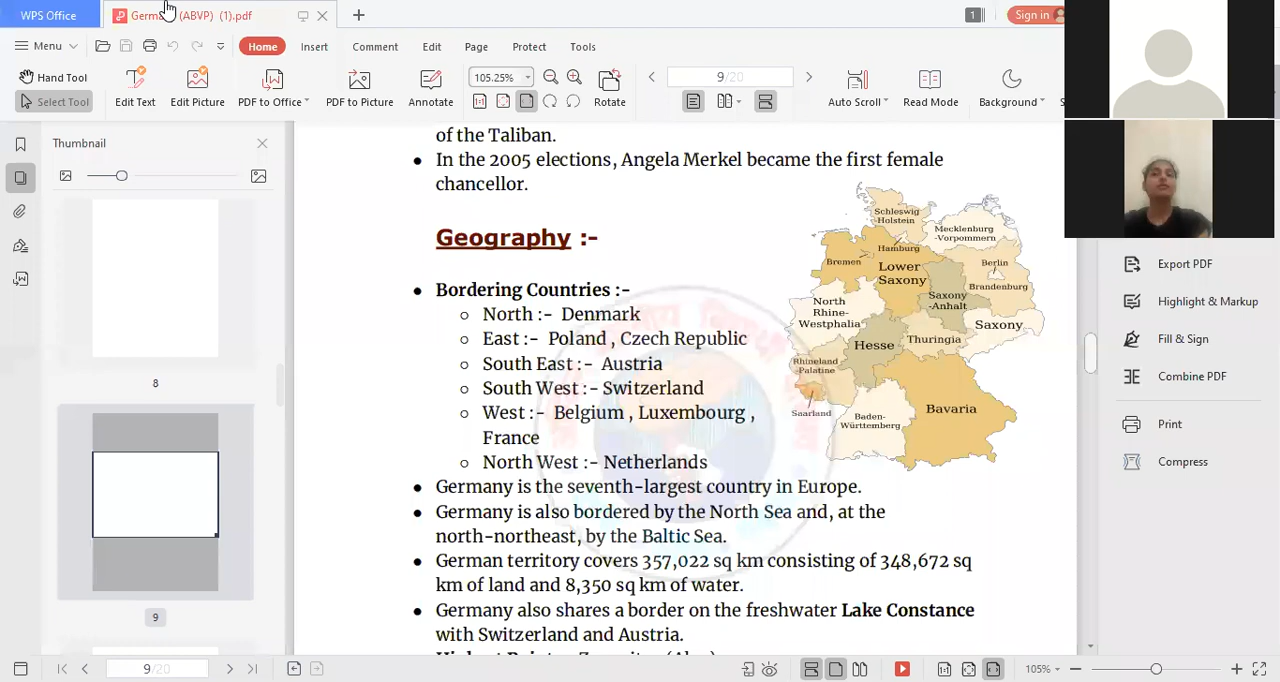 WPS Office
Germ (ABVP) (1).pdf
1
Sign in
Menu
Home
Insert
Comment
Edit
Page
Protect
Tools
Hand Tool
Select Tool
Edit Text
Edit Picture
PDF to Office
PDF to Picture
Annotate
105.25%
Rotate
9/20
Auto Scroll
Read Mode
Background
Thumbnail
8
9
of the Taliban.
In the 2005 elections, Angela Merkel became the first female
chancellor.
Geography :-
Bordering Countries :-
North :- Denmark
East :- Poland , Czech Republic
South East :- Austria
South West :- Switzerland
West :- Belgium , Luxembourg ,
France
North West :- Netherlands
Germany is the seventh-largest country in Europe.
Germany is also bordered by the North Sea and, at the
north-northeast, by the Baltic Sea.
German territory covers 357,022 sq km consisting of 348,672 sq
km of land and 8,350 sq km of water.
Germany also shares a border on the freshwater Lake Constance
with Switzerland and Austria.
Schleswig
Holstein
Mecklenburg
-Vorpommern
Hamburg
Bremen
Lower
Saxony
Berlin
Brandenburg
Saxony
-Anhalt
North
Rhine-
Westphalia
Saxony
Hesse
Thuringia
Rhineland
Palatine
Saarland
Baden-
Württemberg
Bavaria
Export PDF
Highlight & Markup
Fill & Sign
Combine PDF
Print
Compress
9/20
105%